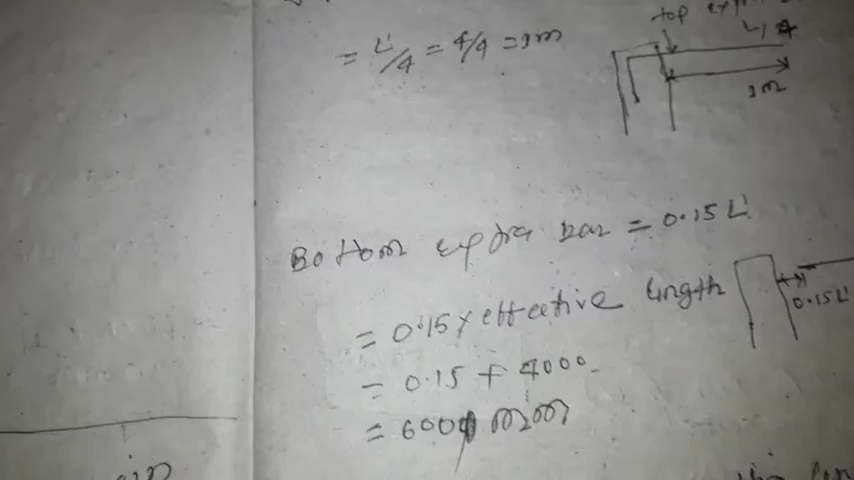 top
= L/4 = 4/4 = 1m
L/4
1m
Bottom extra bar = 0.15 L
= 0.15 x effective length
0.15L
= 0.15 + 4000
= 600 mm